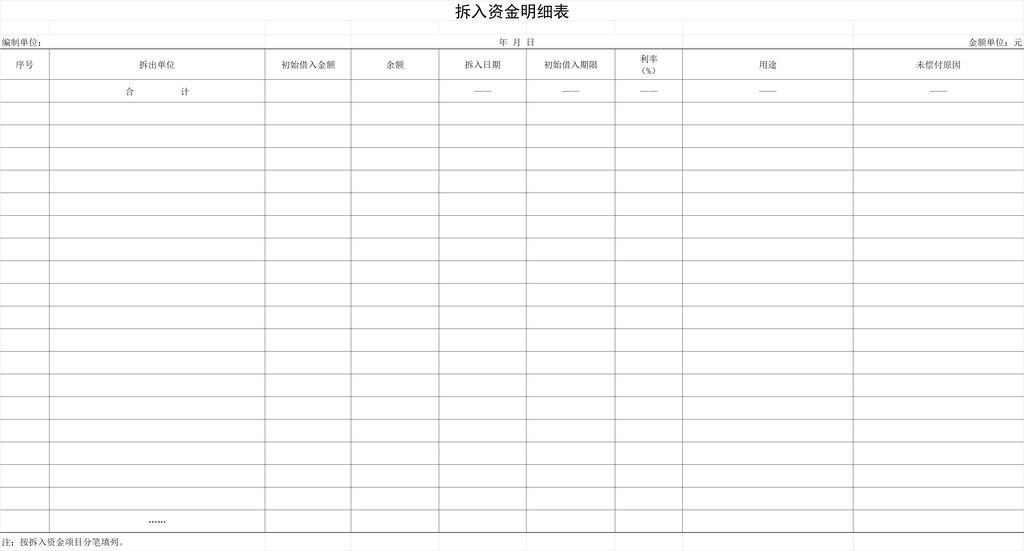 拆入资金明细表
编制单位： 年 月 日 金额单位：元
序号 拆出单位 初始借入金额 余额 拆入日期 初始借入期限 利率（%） 用途 未偿付原因
合 计 —— —— —— —— ——
……
注：按拆入资金项目分笔填列。